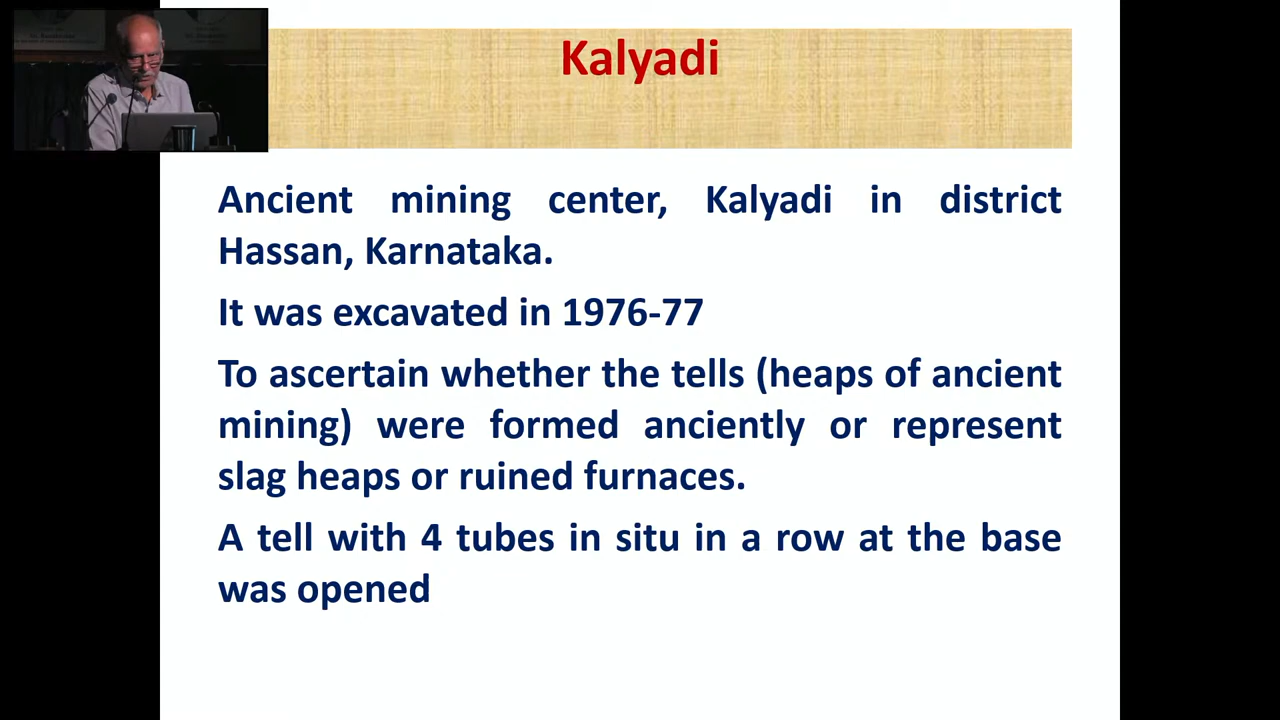 Kalyadi
Ancient mining center, Kalyadi in district
Hassan, Karnataka.
It was excavated in 1976-77
To ascertain whether the tells (heaps of ancient
mining) were formed anciently or represent
slag heaps or ruined furnaces.
A tell with 4 tubes in situ in a row at the base
was opened